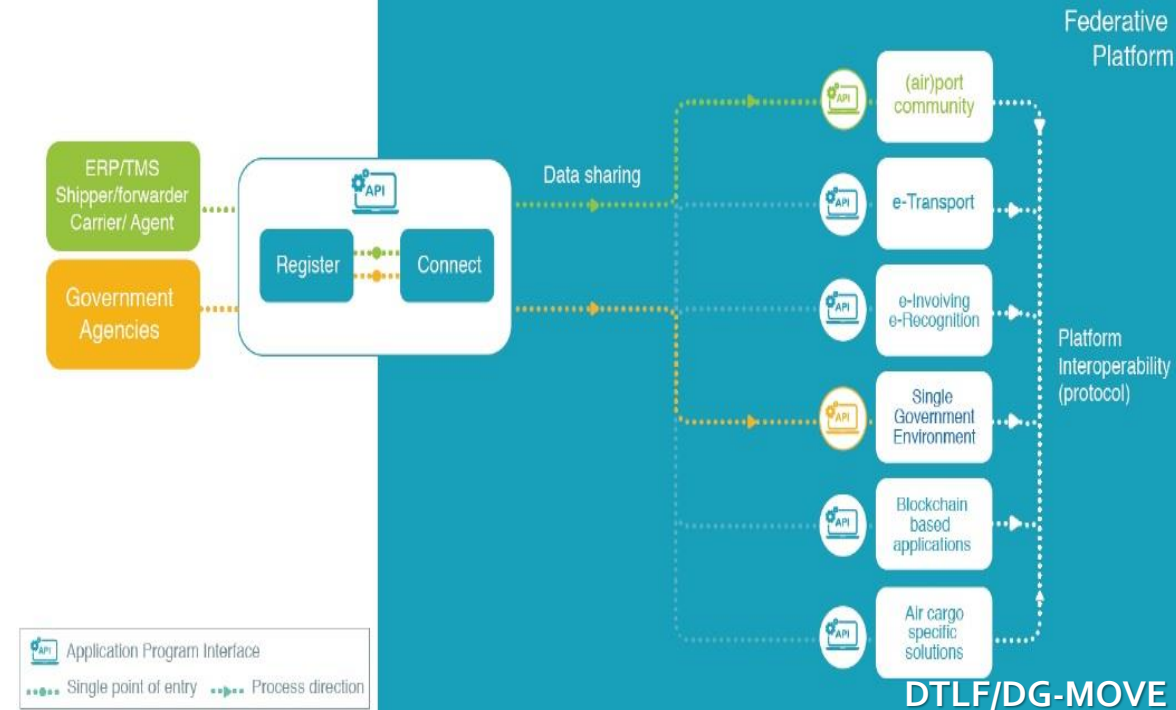 Federative
Platform
ERP/TMS
Shipper/forwarder
Carrier/ Agent
Government
Agencies
API
Register
Connect
Data sharing
API
(air)port
community
API
e-Transport
API
e-Invoiving
e-Recognition
API
Single
Government
Environment
API
Blockchain
based
applications
API
Air cargo
specific
solutions
Platform
Interoperability
(protocol)
API Application Program Interface
Single point of entry Process direction
DTLF/DG-MOVE